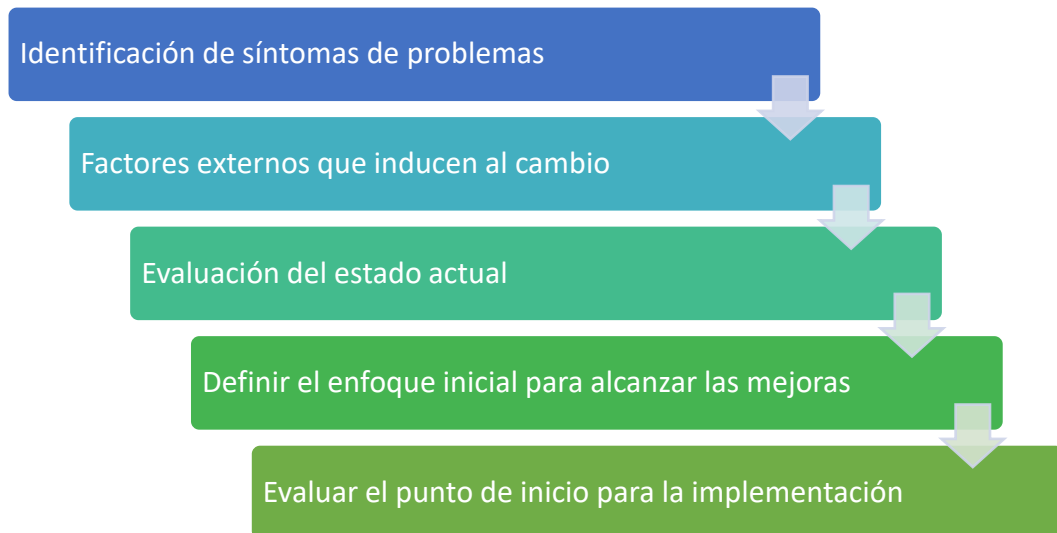 Identificación de síntomas de problemas
Factores externos que inducen al cambio
Evaluación del estado actual
Definir el enfoque inicial para alcanzar las mejoras
Evaluar el punto de inicio para la implementación